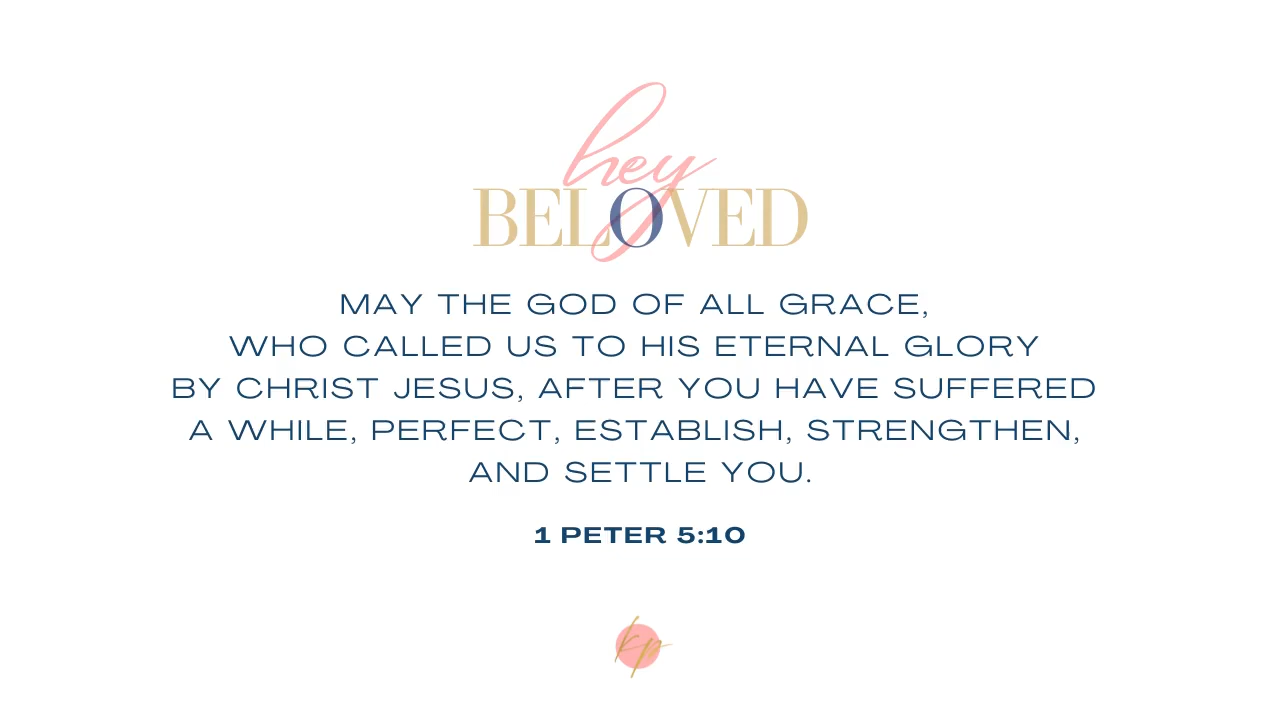 hey
BELOVED
MAY THE GOD OF ALL GRACE,
WHO CALLED US TO HIS ETERNAL GLORY
BY CHRIST JESUS, AFTER YOU HAVE SUFFERED
A WHILE, PERFECT, ESTABLISH, STRENGTHEN,
AND SETTLE YOU.
1 PETER 5:10
kp